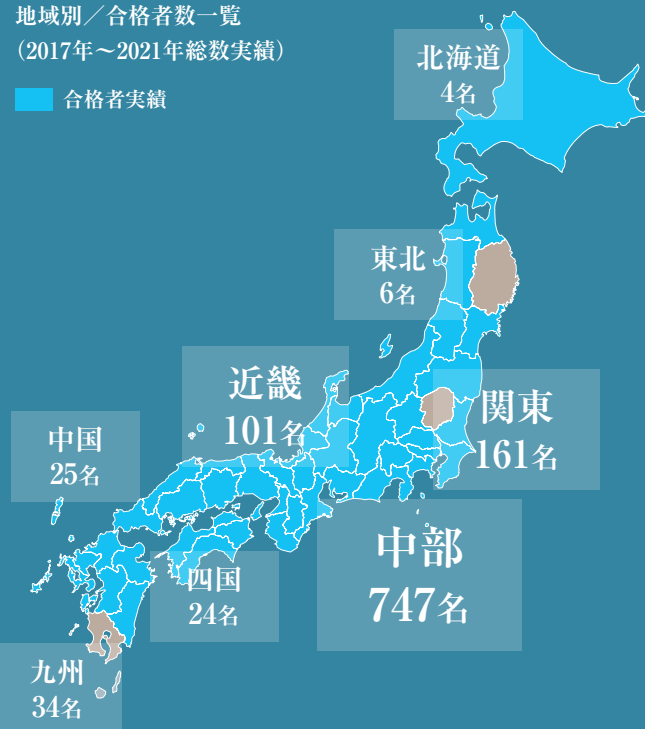 地域別／合格者数一覧
（2017年～2021年総数実績）
合格者実績
北海道
4名
東北
6名
近畿
101名
関東
161名
中国
25名
中部
747名
四国
24名
九州
34名